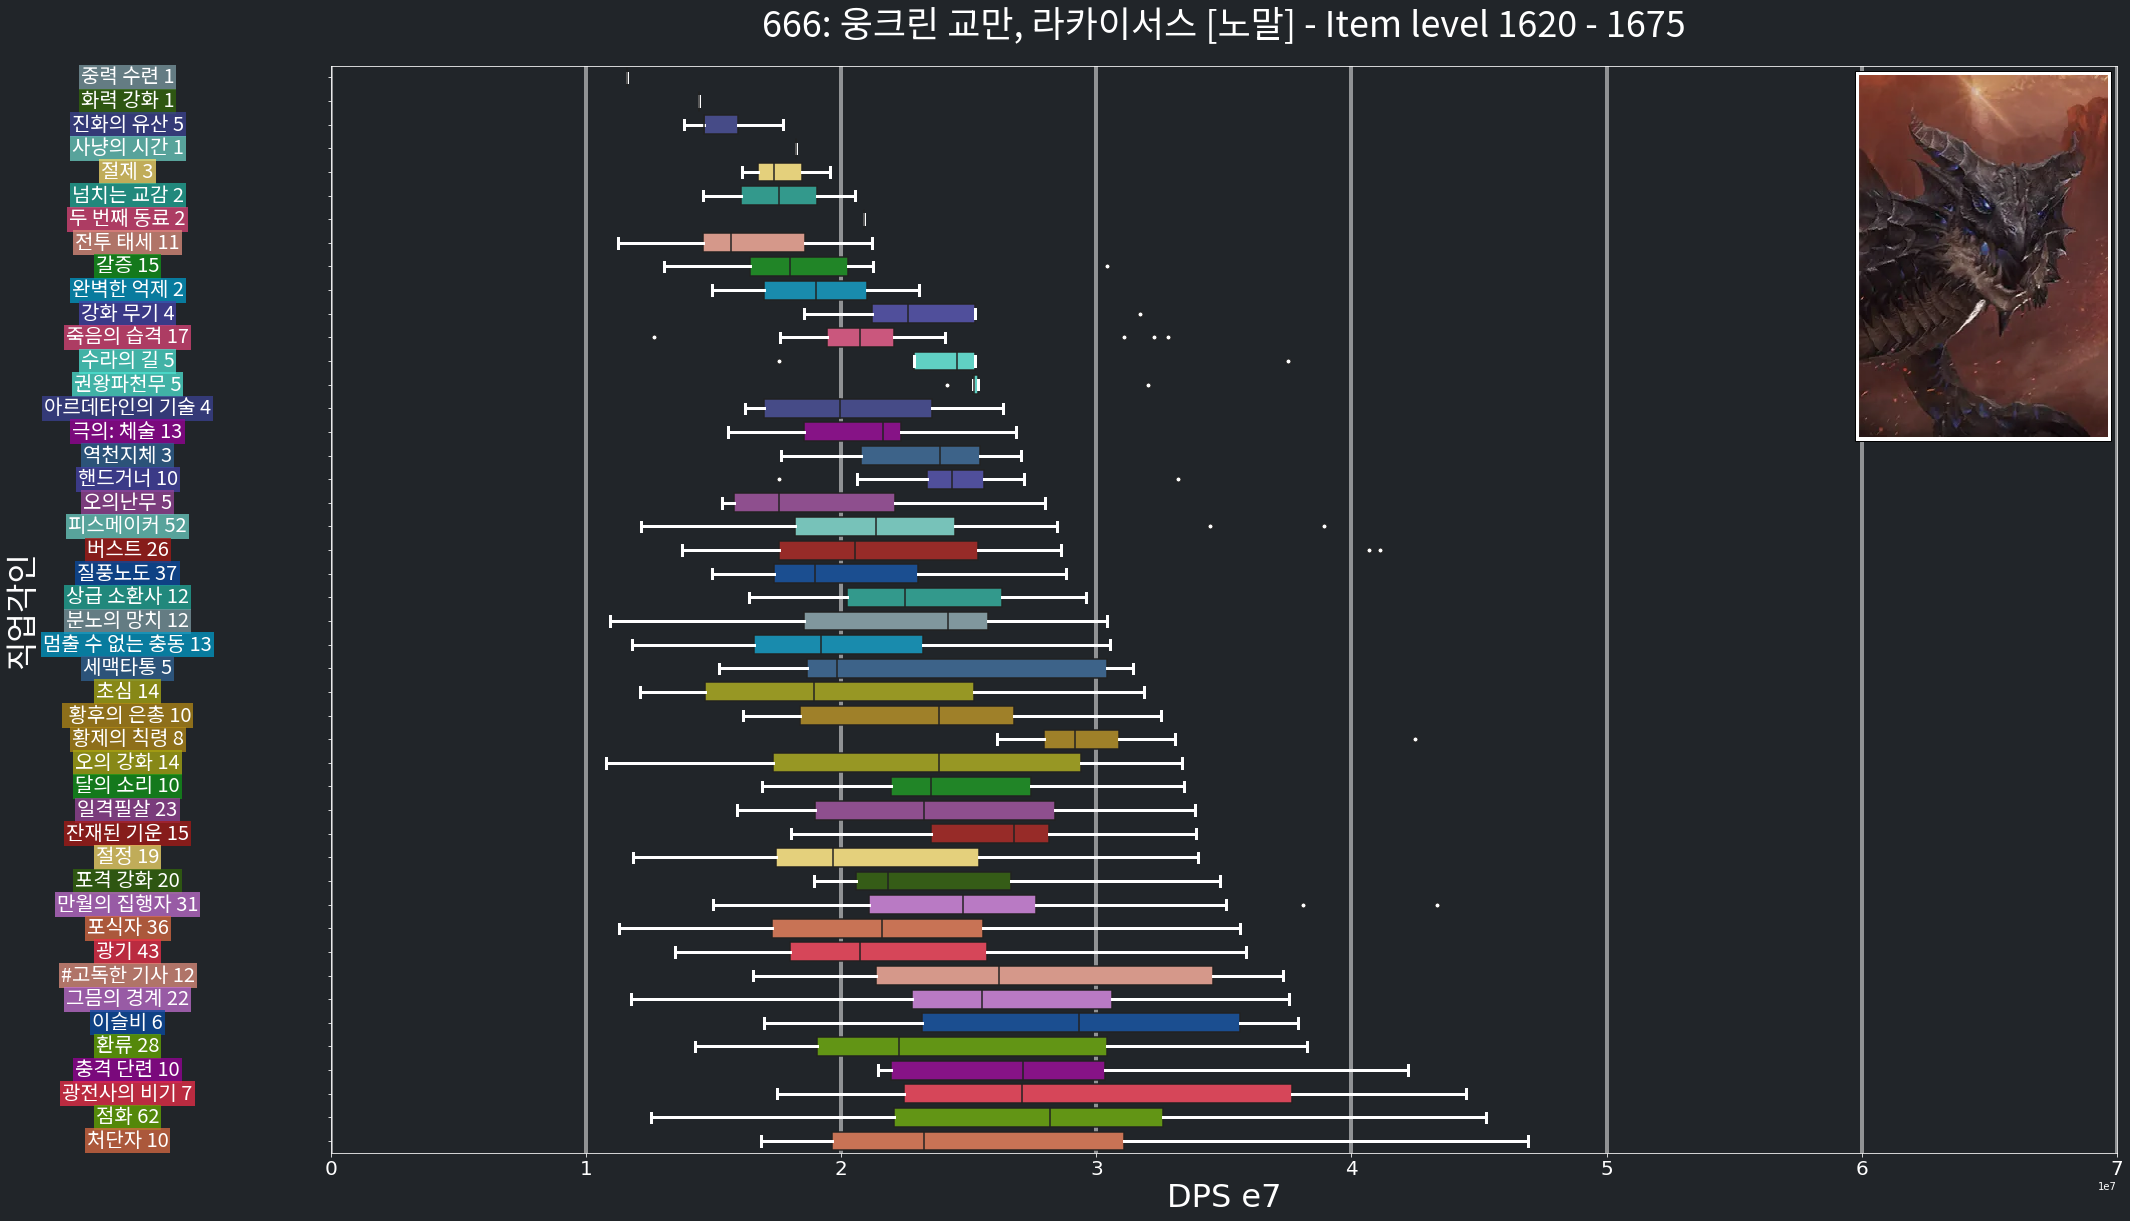 666: 웅크린 교만, 라카이서스 [노말] - Item level 1620 - 1675
중력 수련 1
화력 강화 1
진화의 유산 5
사냥의 시간 1
절제 3
넘치는 교감 2
두 번째 동료 2
전투 태세 11
갈증 15
완벽한 억제 2
강화 무기 4
죽음의 습격 17
수라의 길 5
권왕파천무 5
아르데타인의 기술 4
극의: 체술 13
역천지체 3
핸드거너 10
오의난무 5
피스메이커 52
버스트 26
질풍노도 37
상급 소환사 12
분노의 망치 12
멈출 수 없는 충동 13
세맥타통 5
초심 14
황후의 은총 10
황제의 칙령 8
오의 강화 14
달의 소리 10
일격필살 23
잔재된 기운 15
절정 19
포격 강화 20
만월의 집행자 31
포식자 36
광기 43
#고독한 기사 12
그믐의 경계 22
이슬비 6
환류 28
충격 단련 10
광전사의 비기 7
점화 62
처단자 10
직업각인
0 1 2 3 4 5 6 7
1e7
DPS e7